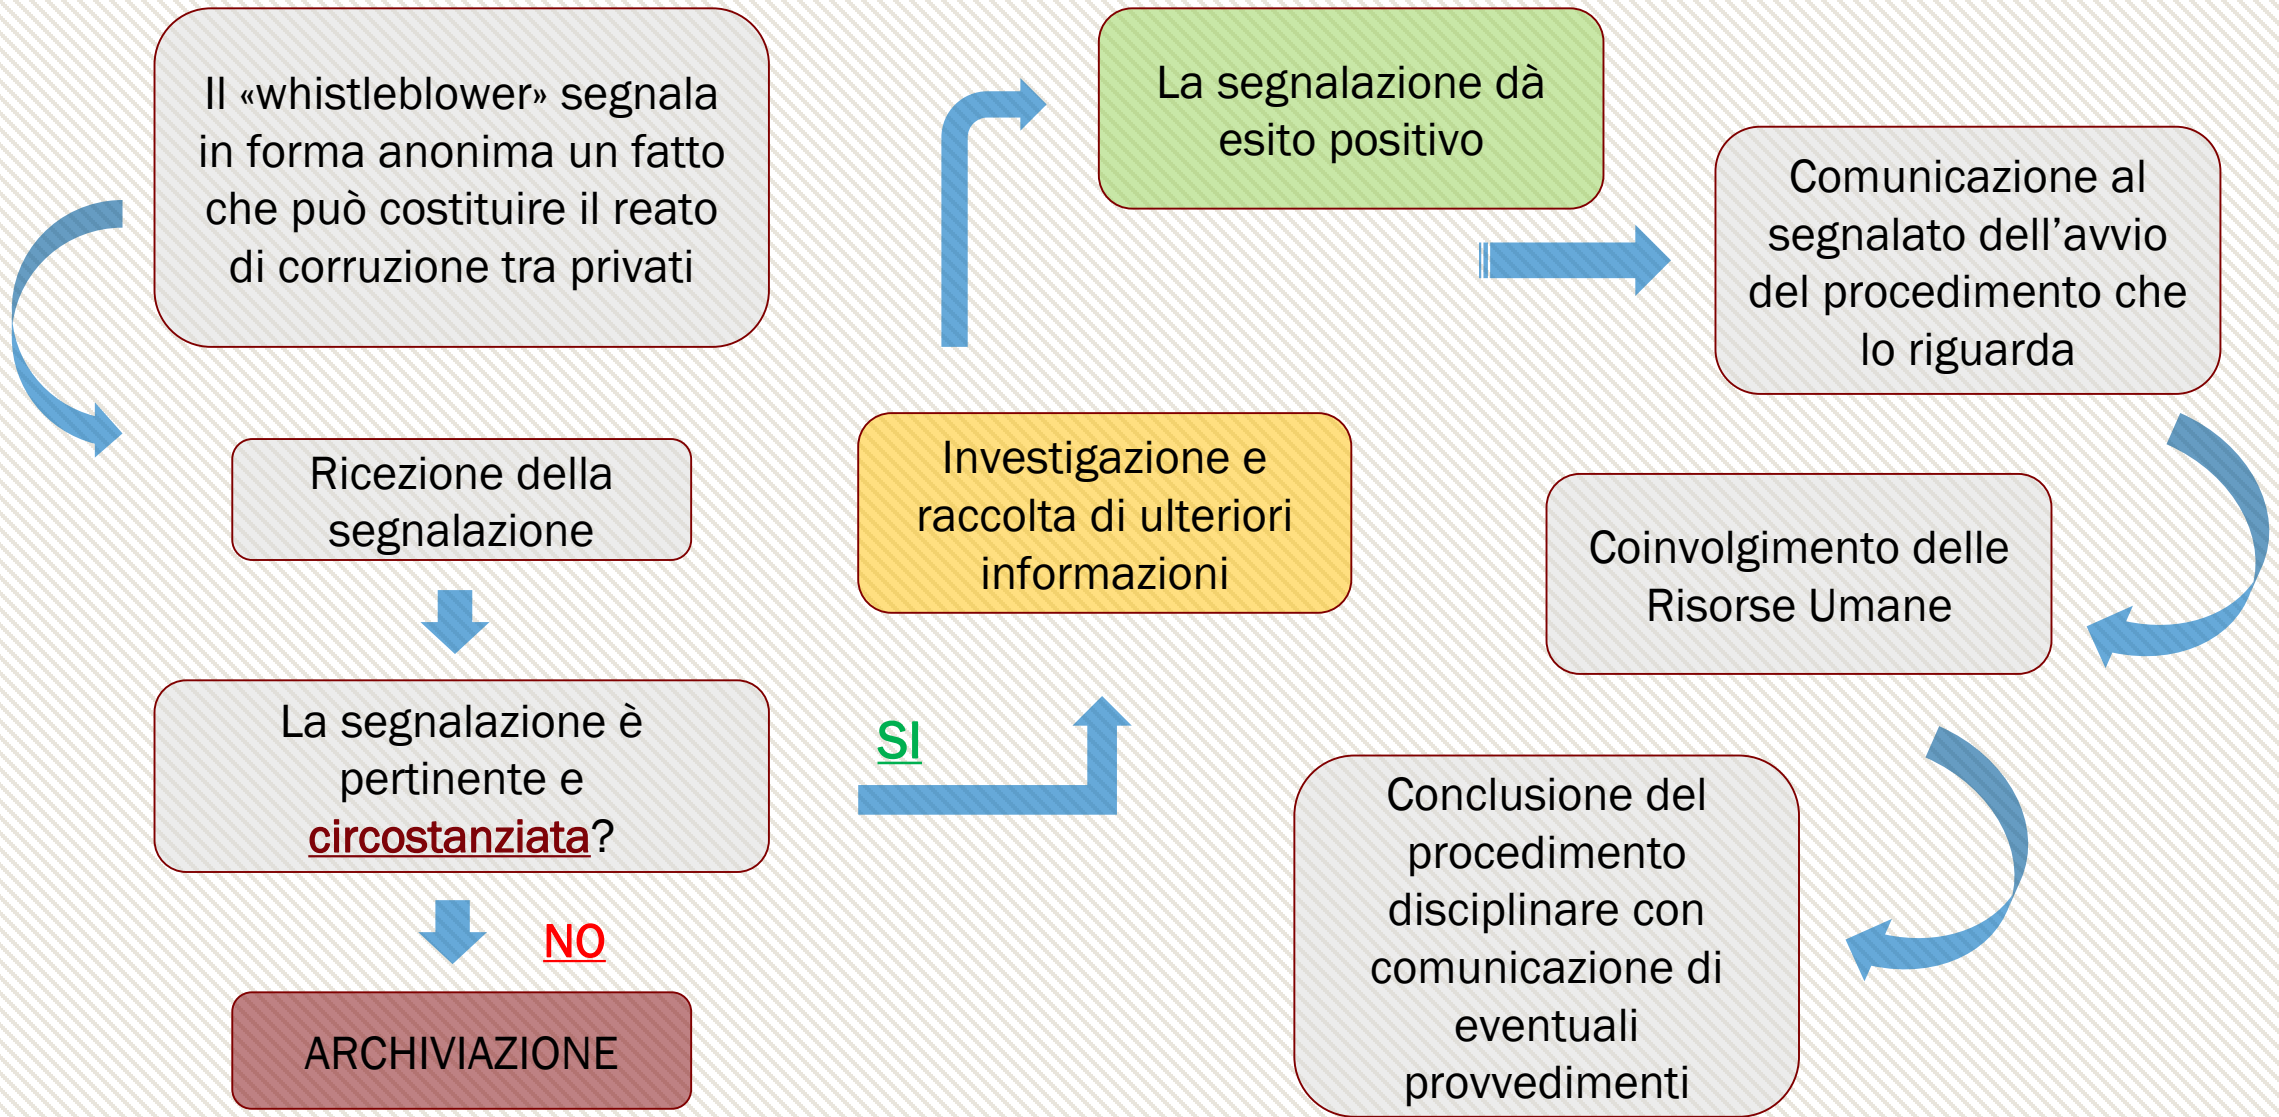 Il «whistleblower» segnala
in forma anonima un fatto
che può costituire il reato
di corruzione tra privati
Ricezione della
segnalazione
La segnalazione è
pertinente e
circostanziata?
NO
ARCHIVIAZIONE
SI
Investigazione e
raccolta di ulteriori
informazioni
La segnalazione dà
esito positivo
Comunicazione al
segnalato dell’avvio
del procedimento che
lo riguarda
Coinvolgimento delle
Risorse Umane
Conclusione del
procedimento
disciplinare con
comunicazione di
eventuali
provvedimenti